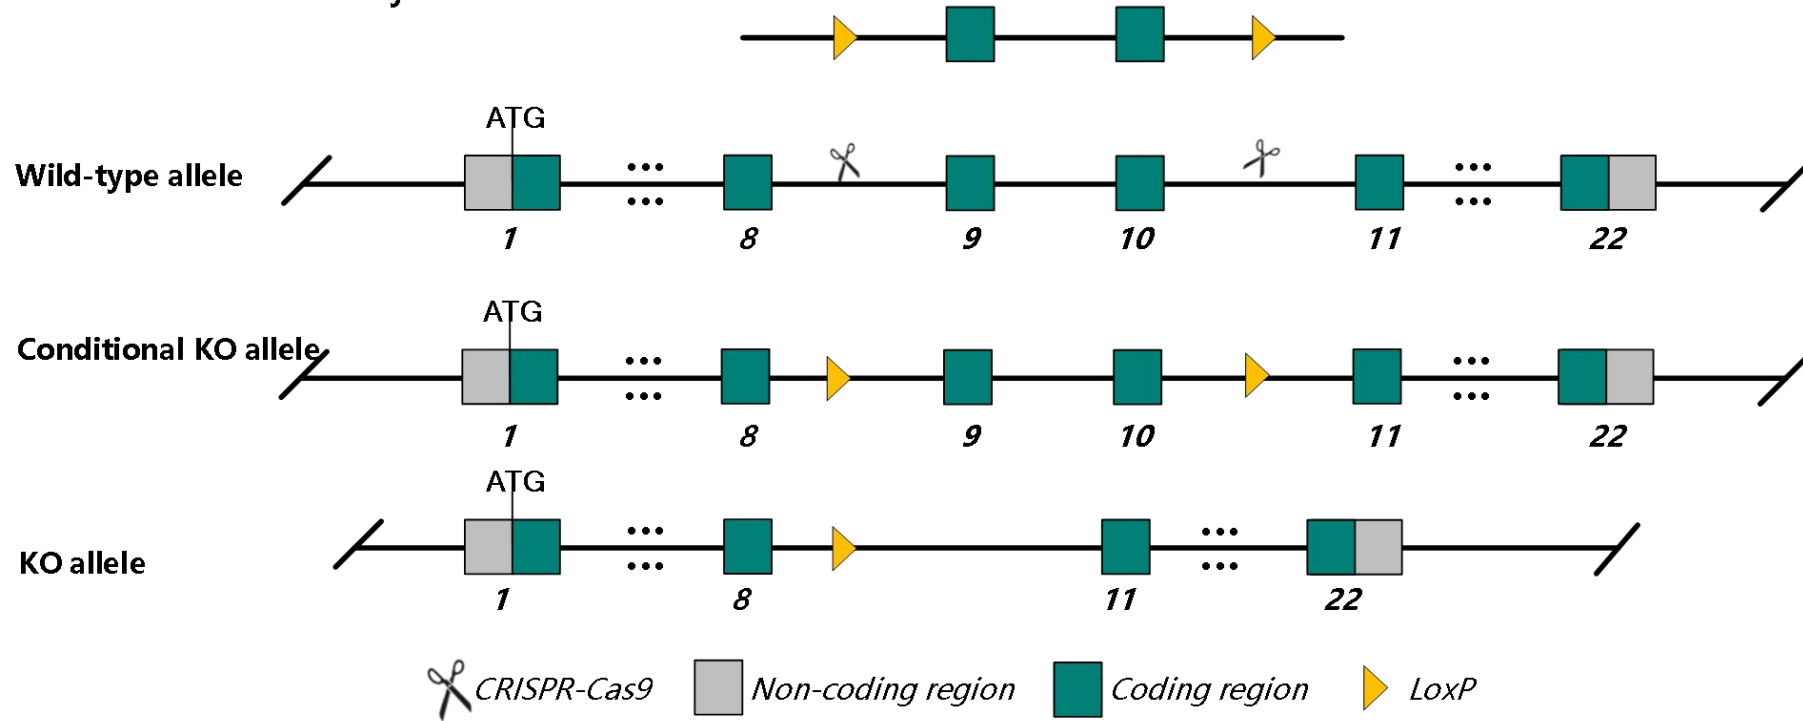 ATG
Wild-type allele
1 8 9 10 11 22
ATG
Conditional KO allele
1 8 9 10 11 22
ATG
KO allele
1 8 11 22
CRISPR-Cas9 Non-coding region Coding region LoxP